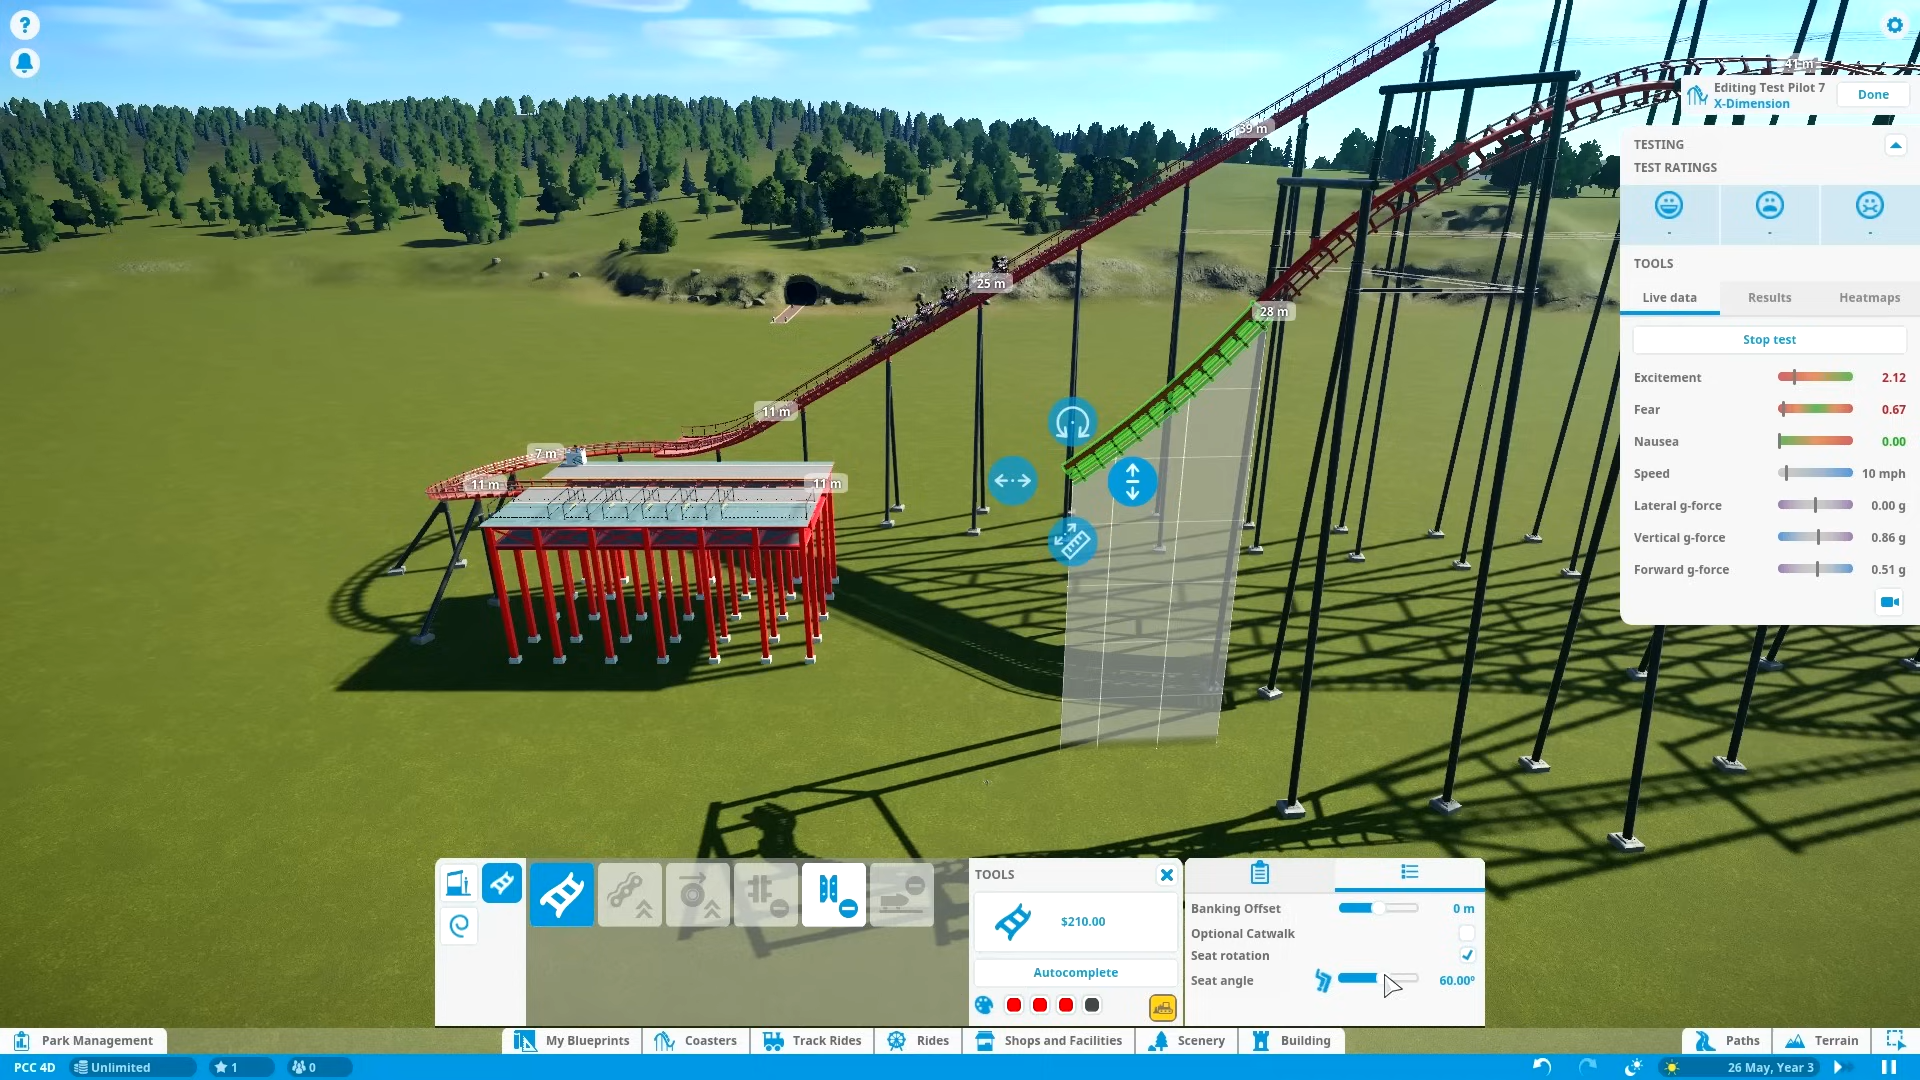 41 m
Editing Test Pilot 7
X-Dimension
Done
39 m
TESTING
TEST RATINGS
-
-
-
TOOLS
Live data
Results
Heatmaps
Stop test
Excitement 2.12
Fear 0.67
Nausea 0.00
Speed 10 mph
Lateral g-force 0.00 g
Vertical g-force 0.86 g
Forward g-force 0.51 g
25 m
28 m
11 m
7 m
11 m
11 m
TOOLS
$210.00
Autocomplete
Banking Offset 0 m
Optional Catwalk
Seat rotation
Seat angle 60.00°
Park Management
My Blueprints
Coasters
Track Rides
Rides
Shops and Facilities
Scenery
Building
Paths
Terrain
PCC 4D
Unlimited
1
0
26 May, Year 3